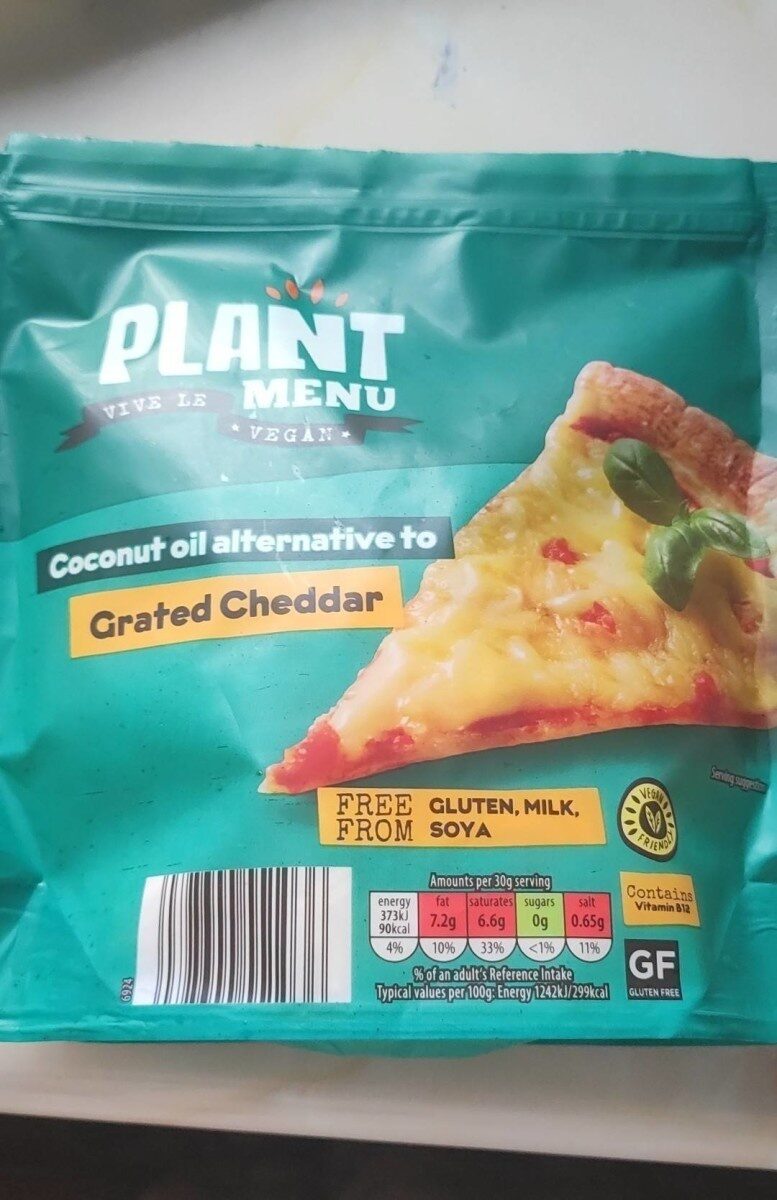 PLANT
MENU
VIVE LE
* VEGAN *
Coconut oil alternative to
Grated Cheddar
Serving suggestion
FREE FROM GLUTEN, MILK, SOYA
VEGAN FRIENDLY
Contains
Vitamin B12
GF
GLUTEN FREE
Amounts per 30g serving
energy fat saturates sugars salt
373kJ 90kcal 7.2g 6.6g 0g 0.65g
4% 10% 33% <1% 11%
% of an adult's Reference Intake
Typical values per 100g: Energy 1242kJ/299kcal
6924